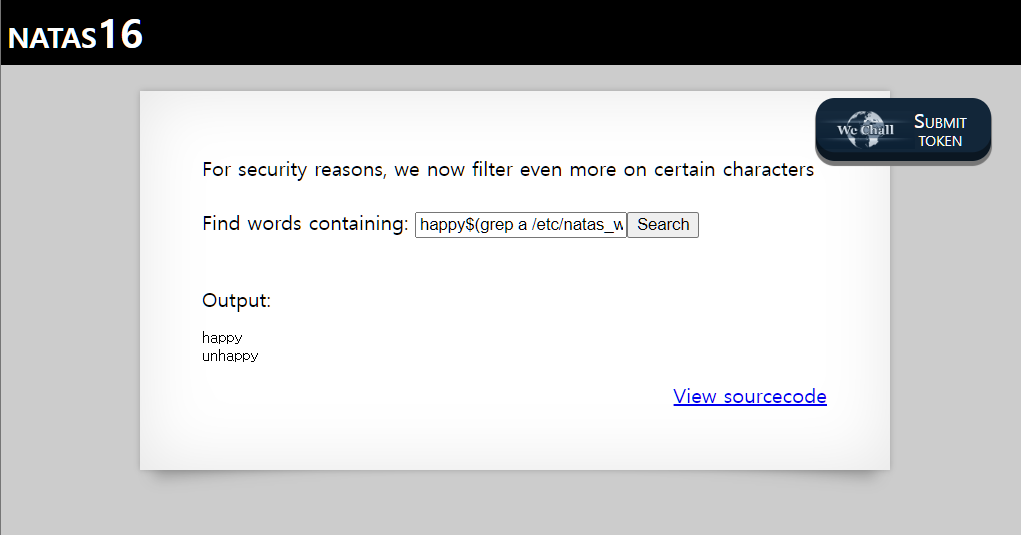 NATAS16
We Chall
SUBMIT
TOKEN
For security reasons, we now filter even more on certain characters
Find words containing: happy$(grep a /etc/natas_w Search
Output:
happy
unhappy
View sourcecode